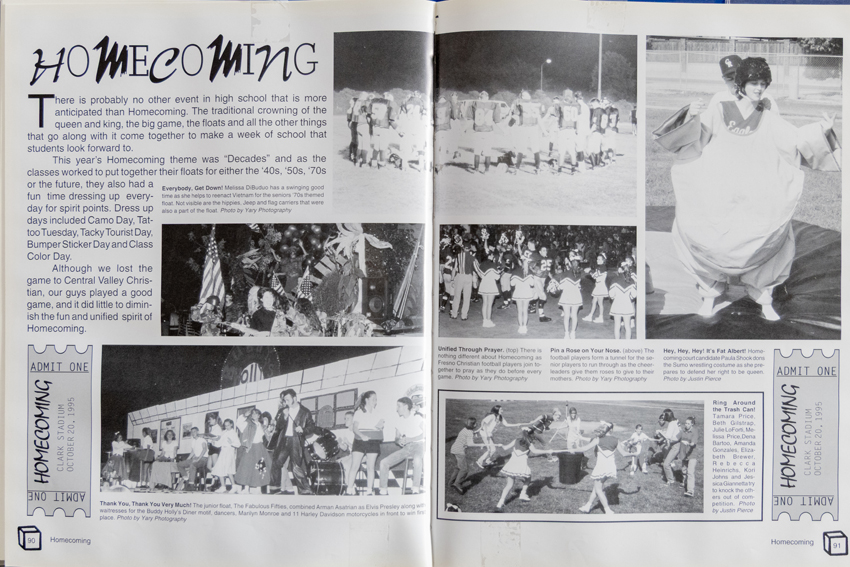 HOMECOMING
There is probably no other event in high school that is more
anticipated than Homecoming. The traditional crowning of the
queen and king, the big game, the floats and all the other things
that go along with it come together to make a week of school that
students look forward to.
This year's Homecoming theme was "Decades" and as the
classes worked to put together their floats for either the '40s, '50s, '70s
or the future, they also had a
fun time dressing up every-
day for spirit points. Dress up
days included Camo Day, Tat-
too Tuesday, Tacky Tourist Day,
Bumper Sticker Day and Class
Color Day.
Although we lost the
game to Central Valley Chris-
tian, our guys played a good
game, and it did little to dimin-
ish the fun and unified spirit of
Homecoming.
Everybody, Get Down! Melissa DiBuduo has a swinging good
time as she helps to reenact Vietnam for the seniors '70s themed
float. Not visible are the hippies, Jeep and flag carriers that were
also a part of the float. Photo by Yary Photography
ADMIT ONE
HOMECOMING
CLARK STADIUM
OCTOBER 20, 1995
ADMIT ONE
Thank You, Thank You Very Much! The junior float, The Fabulous Fifties, combined Arman Asatrian as Elvis Presley along with
waitresses for the Buddy Holly's Diner motif, dancers, Marilyn Monroe and 11 Harley Davidson motorcycles in front to win first
place. Photo by Yary Photography
90 Homecoming
Unified Through Prayer. (top) There is
nothing different about Homecoming as
Fresno Christian football players join to-
gether to pray as they do before every
game. Photo by Yary Photography
Pin a Rose on Your Nose. (above) The
football players form a tunnel for the sen-
ior players to run through as the cheer-
leaders give them roses to give to their
mothers. Photo by Yary Photography
Hey, Hey, Hey! It's Fat Albert! Home-
coming court candidate Paula Shook dons
the Sumo wrestling costume as she pre-
pares to defend her right to be queen.
Photo by Justin Pierce
Ring Around
the Trash Can!
Tamara Price,
Beth Gilstrap,
Julie LeFort, Me-
lissa Price, Dena
Bartoo, Amanda
Gonzales, Eliza-
beth Brewer,
Rebecca
Heinrichs, Kori
Johns and Jes-
sica Giannetta try
to knock the oth-
ers out of com-
petition. Photo
by Justin Pierce
ADMIT ONE
HOMECOMING
CLARK STADIUM
OCTOBER 20, 1995
ADMIT ONE
Homecoming 91